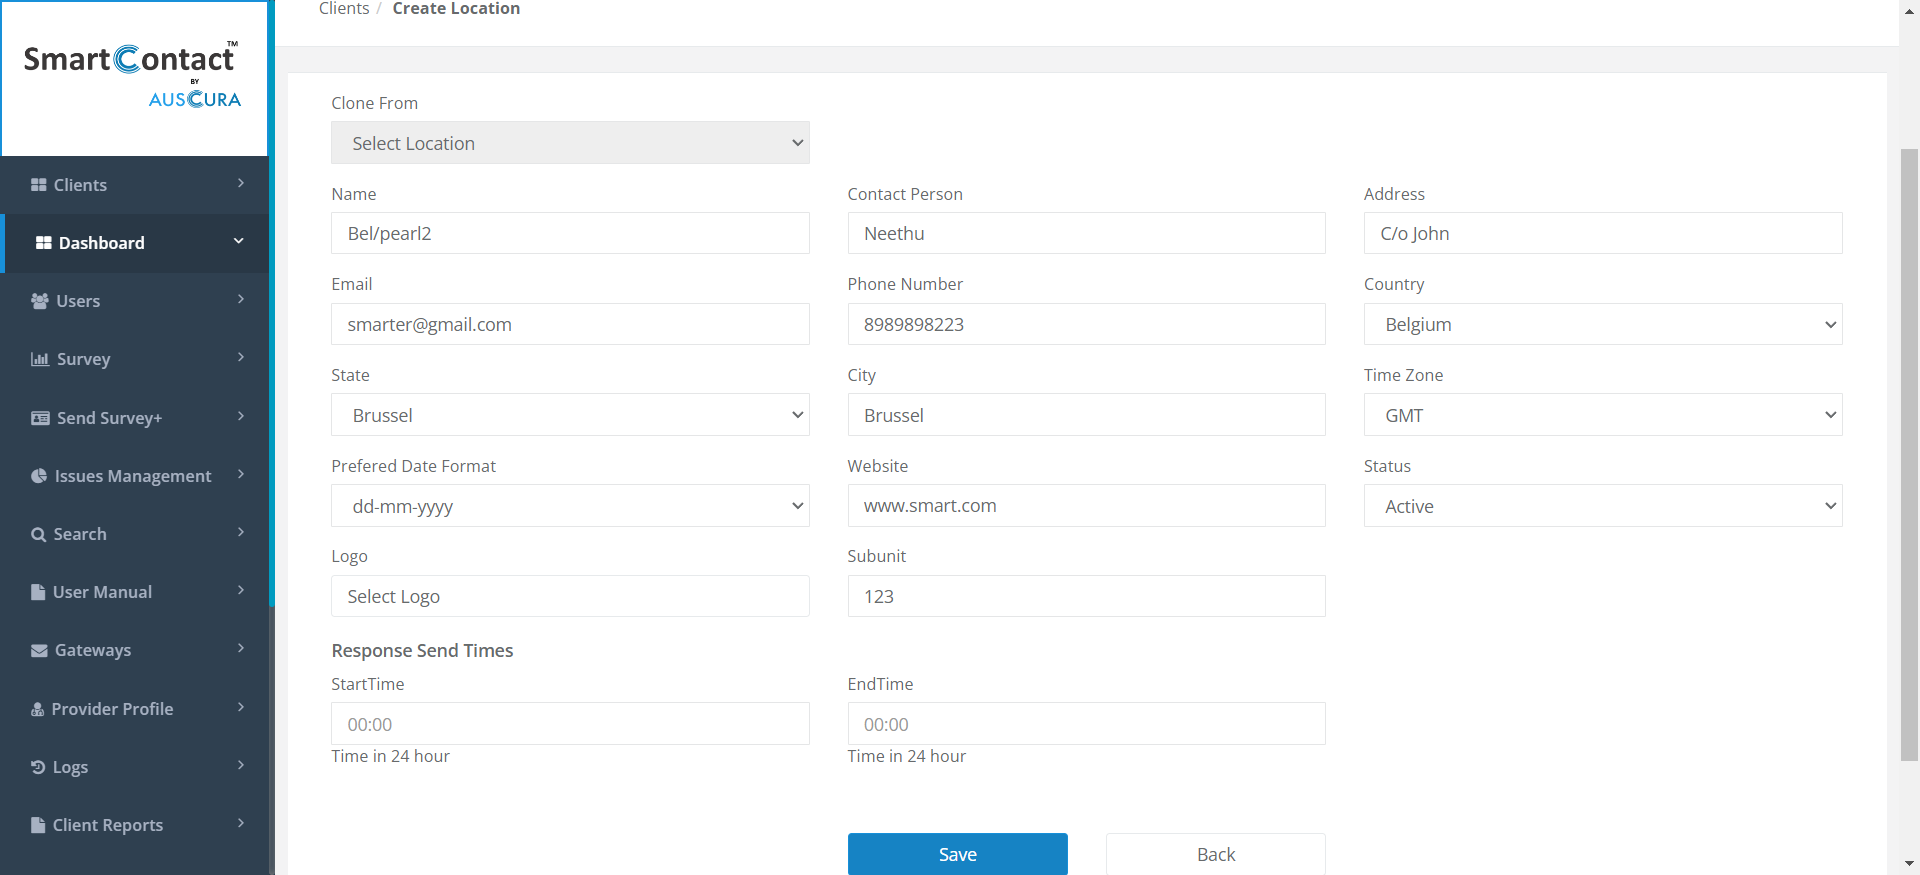 SmartContact™
BY
AUSCURA
Clients
Dashboard
Users
Survey
Send Survey+
Issues Management
Search
User Manual
Gateways
Provider Profile
Logs
Client Reports
Clients / Create Location
Clone From
Select Location
Name Contact Person Address
Bel/pearl2 Neethu C/o John
Email Phone Number Country
smarter@gmail.com 8989898223 Belgium
State City Time Zone
Brussel Brussel GMT
Prefered Date Format Website Status
dd-mm-yyyy www.smart.com Active
Logo Subunit
Select Logo 123
Response Send Times
StartTime EndTime
00:00 00:00
Time in 24 hour Time in 24 hour
Save Back